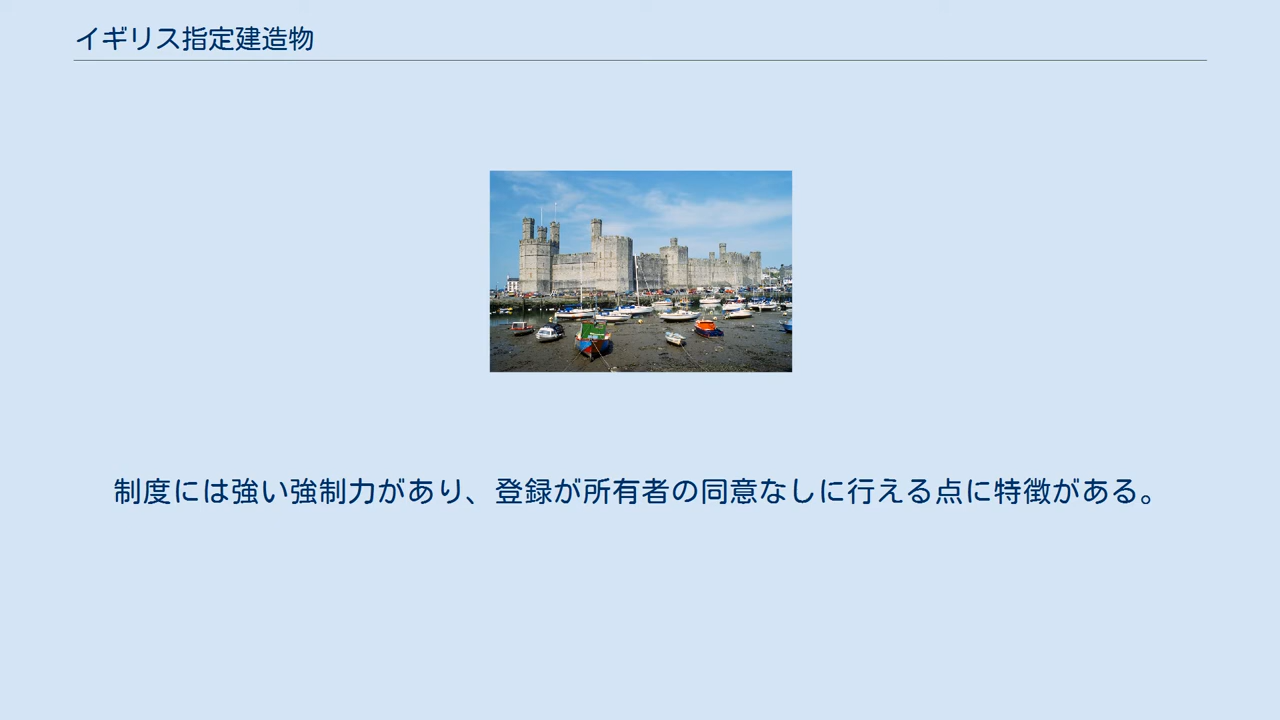 イギリス指定建造物
制度には強い強制力があり、登録が所有者の同意なしに行える点に特徴がある。